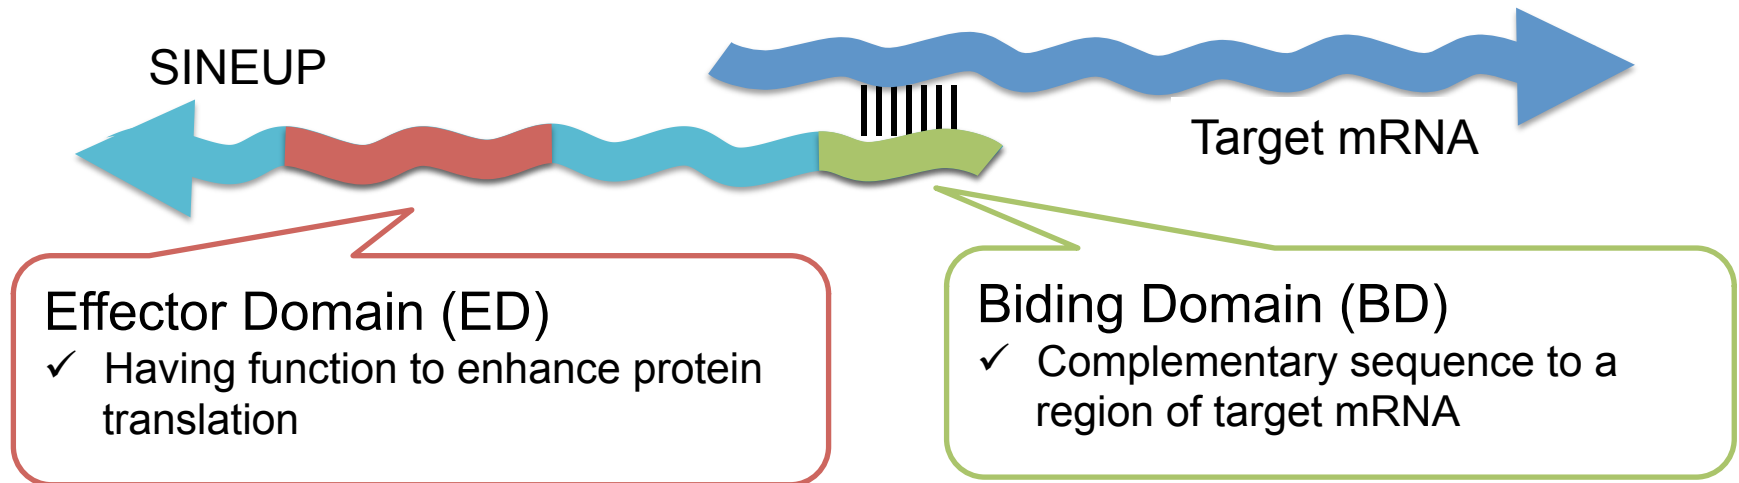 SINEUP
Target mRNA
Effector Domain (ED)
✓ Having function to enhance protein
translation
Biding Domain (BD)
✓ Complementary sequence to a
region of target mRNA